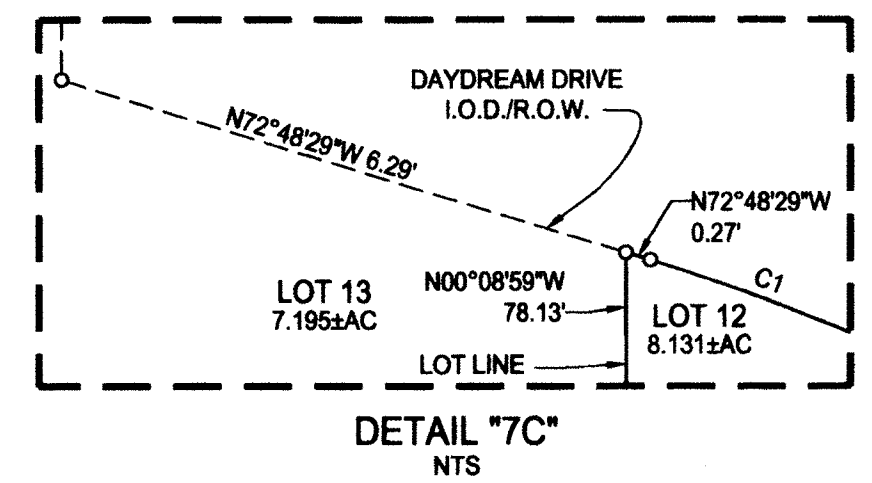 DAYDREAM DRIVE
I.O.D./R.O.W.
N72°48'29"W 6.29'
N72°48'29"W
0.27'
C1
N00°08'59"W
78.13'
LOT 13
7.195±AC
LOT 12
8.131±AC
LOT LINE
DETAIL "7C"
NTS